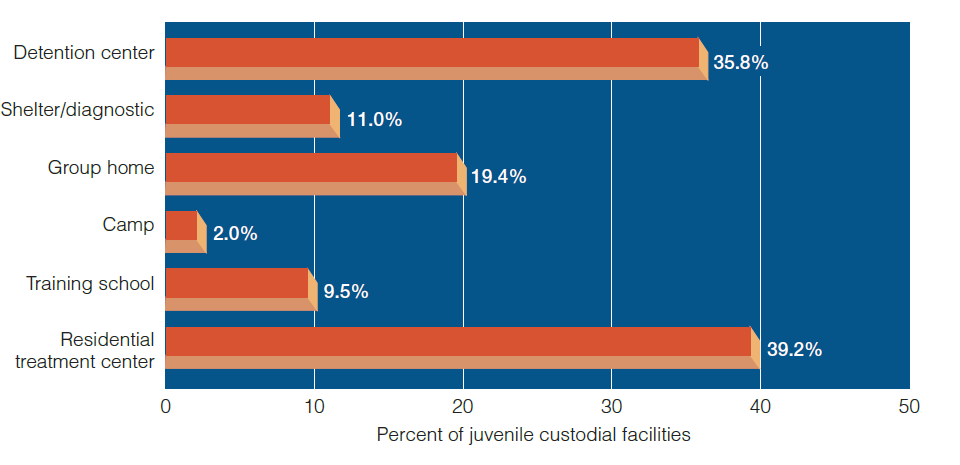 Detention center
35.8%
Shelter/diagnostic
11.0%
Group home
19.4%
Camp
2.0%
Training school
9.5%
Residential
treatment center
39.2%
0 10 20 30 40 50
Percent of juvenile custodial facilities